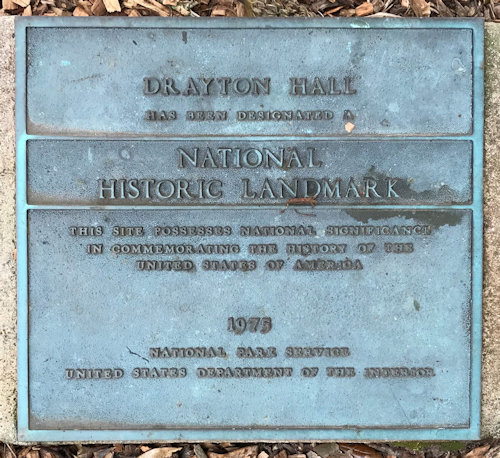 DRAYTON HALL
HAS BEEN DESIGNATED A
NATIONAL
HISTORIC LANDMARK
THIS SITE POSSESSES NATIONAL SIGNIFICANCE
IN COMMEMORATING THE HISTORY OF THE
UNITED STATES OF AMERICA
1975
NATIONAL PARK SERVICE
UNITED STATES DEPARTMENT OF THE INTERIOR